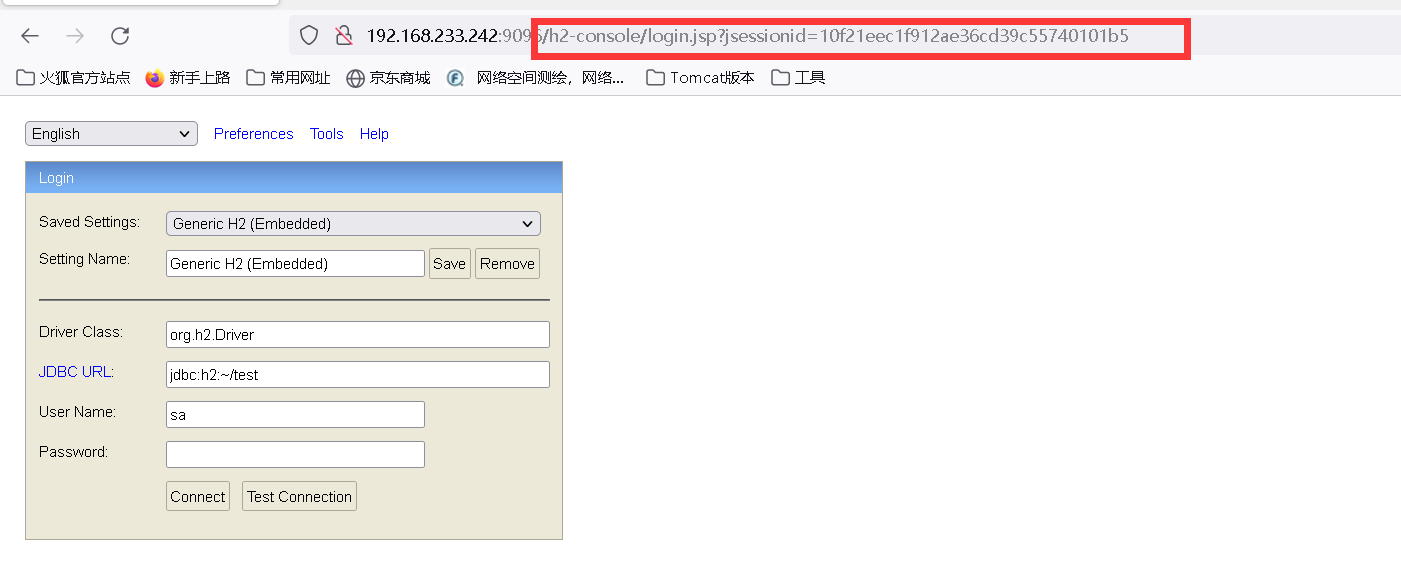 192.168.233.242:9096/h2-console/login.jsp?jsessionid=10f21eec1f912ae36cd39c55740101b5
火狐官方站点 新手上路 常用网址 京东商城 网络空间测绘，网络... Tomcat版本 工具
English Preferences Tools Help
Login
Saved Settings: Generic H2 (Embedded)
Setting Name: Generic H2 (Embedded) Save Remove
Driver Class: org.h2.Driver
JDBC URL: jdbc:h2:~/test
User Name: sa
Password:
Connect Test Connection